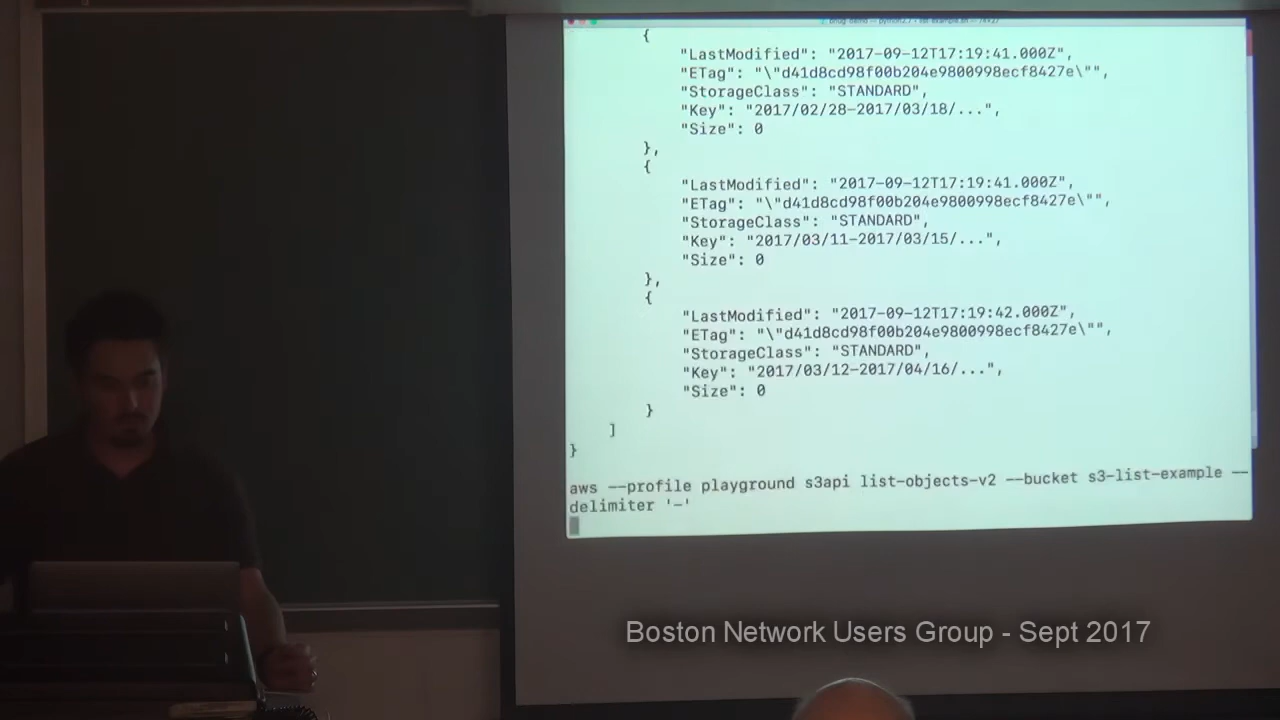 {
"LastModified": "2017-09-12T17:19:41.000Z",
"ETag": "\"d41d8cd98f00b204e9800998ecf8427e\"",
"StorageClass": "STANDARD",
"Key": "2017/02/28-2017/03/18/...",
"Size": 0
},
{
"LastModified": "2017-09-12T17:19:41.000Z",
"ETag": "\"d41d8cd98f00b204e9800998ecf8427e\"",
"StorageClass": "STANDARD",
"Key": "2017/03/11-2017/03/15/...",
"Size": 0
},
{
"LastModified": "2017-09-12T17:19:42.000Z",
"ETag": "\"d41d8cd98f00b204e9800998ecf8427e\"",
"StorageClass": "STANDARD",
"Key": "2017/03/12-2017/04/16/...",
"Size": 0
}
]
}
aws --profile playground s3api list-objects-v2 --bucket s3-list-example --
delimiter '-'
Boston Network Users Group - Sept 2017